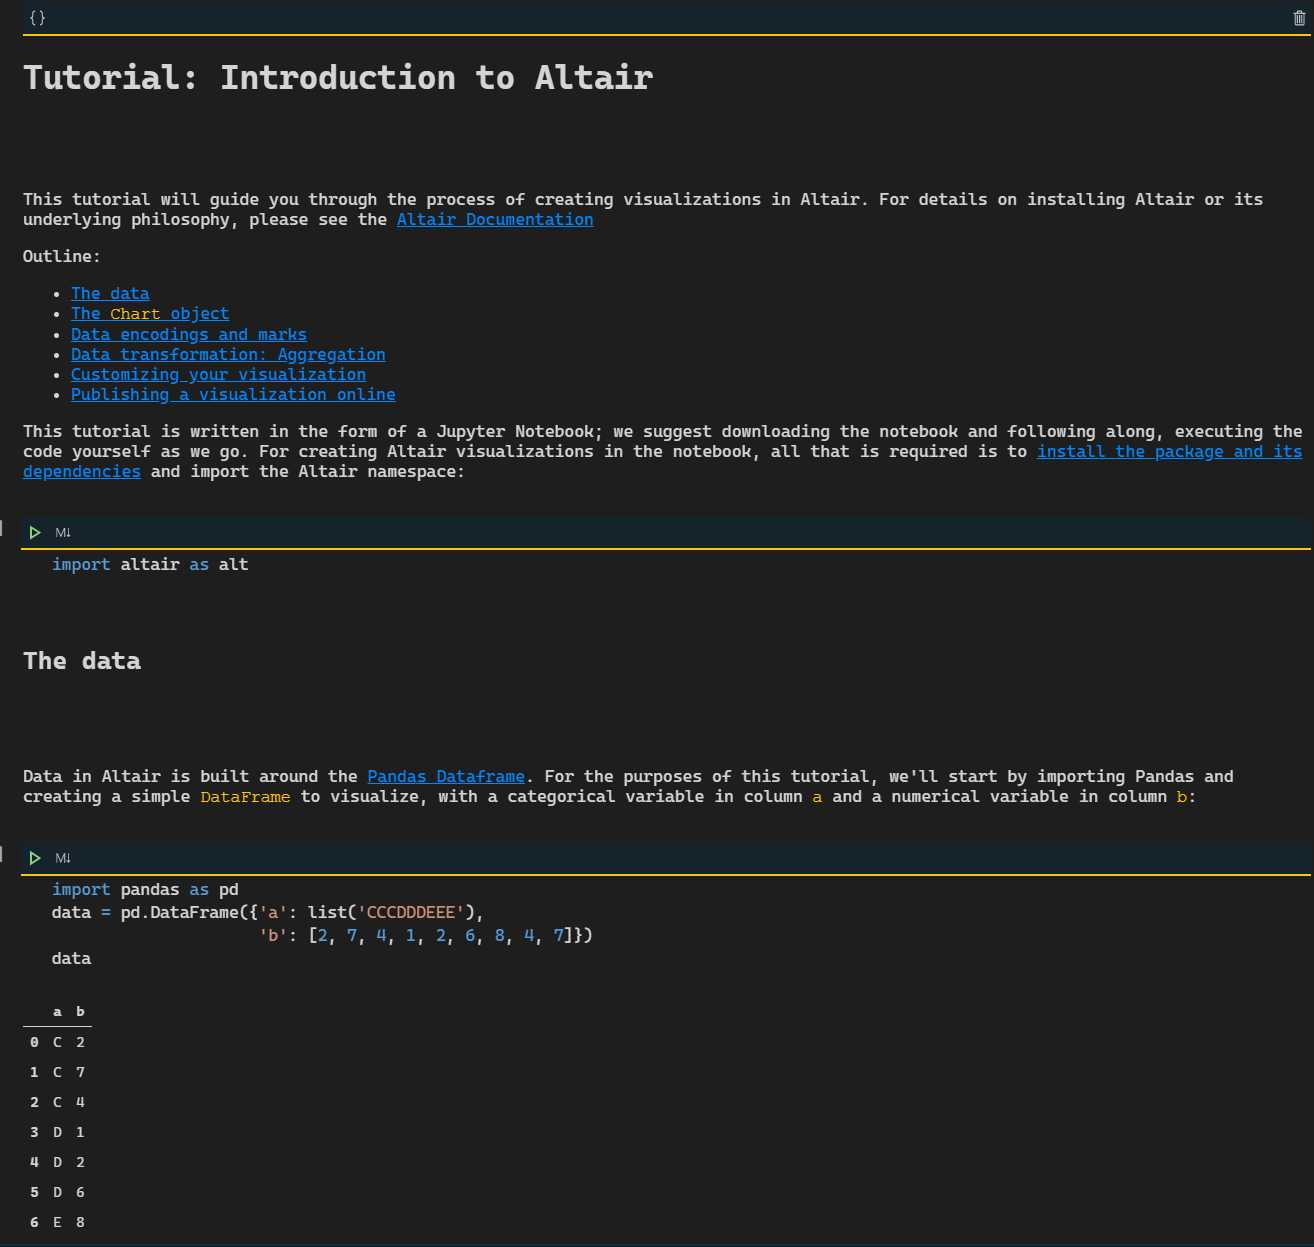 {}
Tutorial: Introduction to Altair
This tutorial will guide you through the process of creating visualizations in Altair. For details on installing Altair or its
underlying philosophy, please see the Altair Documentation
Outline:
• The data
• The Chart object
• Data encodings and marks
• Data transformation: Aggregation
• Customizing your visualization
• Publishing a visualization online
This tutorial is written in the form of a Jupyter Notebook; we suggest downloading the notebook and following along, executing the
code yourself as we go. For creating Altair visualizations in the notebook, all that is required is to install the package and its
dependencies and import the Altair namespace:
]
M↓
import altair as alt
The data
Data in Altair is built around the Pandas Dataframe. For the purposes of this tutorial, we'll start by importing Pandas and
creating a simple DataFrame to visualize, with a categorical variable in column a and a numerical variable in column b:
]
M↓
import pandas as pd
data = pd.DataFrame({'a': list('CCCDDDEEE'),
'b': [2, 7, 4, 1, 2, 6, 8, 4, 7]})
data
a b
0 C 2
1 C 7
2 C 4
3 D 1
4 D 2
5 D 6
6 E 8